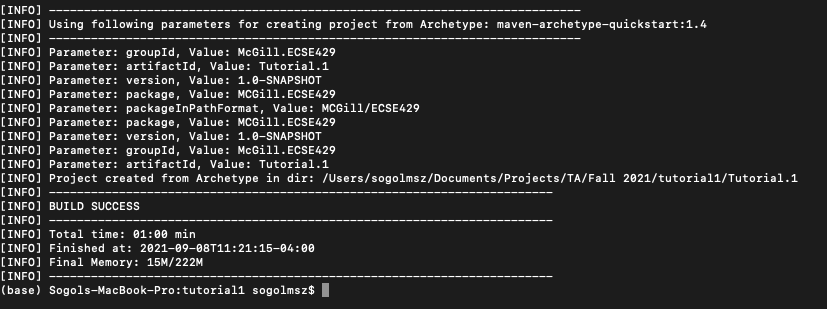 [INFO] ------------------------------------------------------------------------
[INFO] Using following parameters for creating project from Archetype: maven-archetype-quickstart:1.4
[INFO] ------------------------------------------------------------------------
[INFO] Parameter: groupId, Value: McGill.ECSE429
[INFO] Parameter: artifactId, Value: Tutorial.1
[INFO] Parameter: version, Value: 1.0-SNAPSHOT
[INFO] Parameter: package, Value: MCGill.ECSE429
[INFO] Parameter: packageInPathFormat, Value: MCGill/ECSE429
[INFO] Parameter: package, Value: MCGill.ECSE429
[INFO] Parameter: version, Value: 1.0-SNAPSHOT
[INFO] Parameter: groupId, Value: McGill.ECSE429
[INFO] Parameter: artifactId, Value: Tutorial.1
[INFO] Project created from Archetype in dir: /Users/sogolmsz/Documents/Projects/TA/Fall 2021/tutorial1/Tutorial.1
[INFO] ------------------------------------------------------------------------
[INFO] BUILD SUCCESS
[INFO] ------------------------------------------------------------------------
[INFO] Total time: 01:00 min
[INFO] Finished at: 2021-09-08T11:21:15-04:00
[INFO] Final Memory: 15M/222M
[INFO] ------------------------------------------------------------------------
(base) Sogols-MacBook-Pro:tutorial1 sogolmsz$